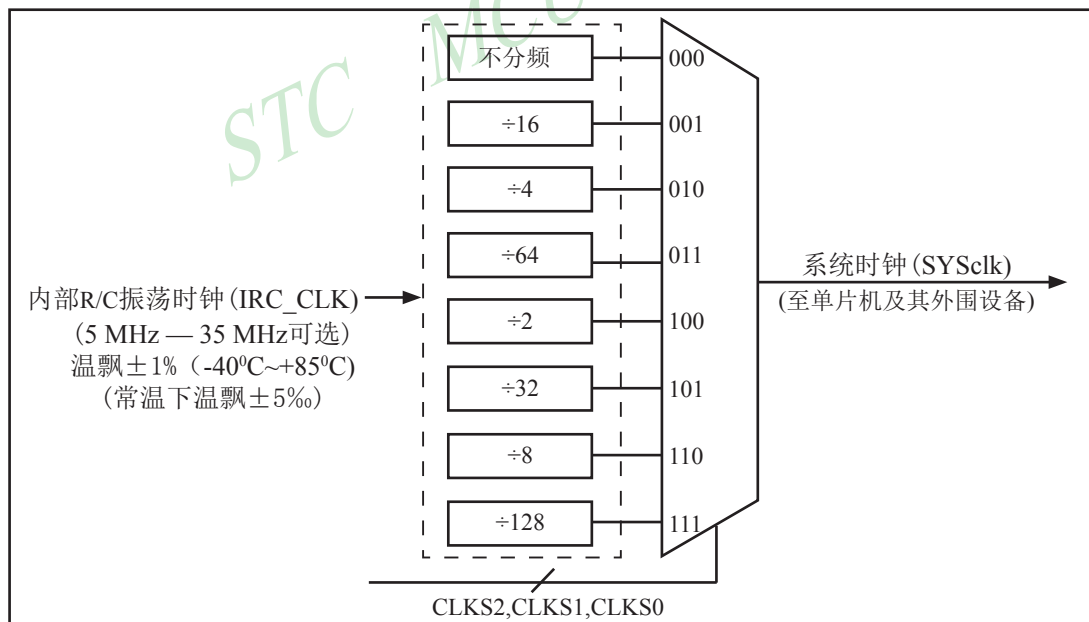 STC MCU
不分频
000
÷16
001
÷4
010
÷64
011
÷2
100
÷32
101
÷8
110
÷128
111
内部R/C振荡时钟(IRC_CLK)
(5 MHz — 35 MHz可选)
温飘±1%（-40⁰C~+85⁰C)
(常温下温飘±5‰)
系统时钟(SYSclk)
(至单片机及其外围设备)
CLKS2,CLKS1,CLKS0